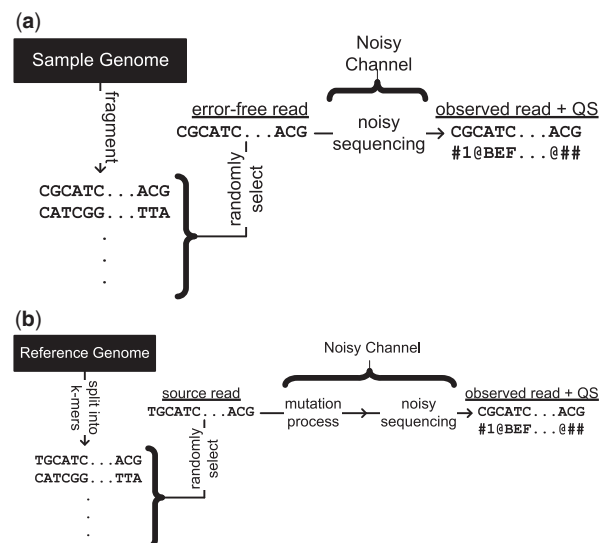 (a)
Sample Genome
fragment
CGCATC...ACG
CATCGG...TTA
.
.
.
randomly
select
error-free read
CGCATC...ACG
Noisy
Channel
noisy
sequencing
observed read + QS
CGCATC...ACG
#1@BEF...@##
(b)
Reference Genome
split into
k-mers
TGCATC...ACG
CATCGG...TTA
.
.
.
randomly
select
source read
TGCATC...ACG
Noisy Channel
mutation
process
noisy
sequencing
observed read + QS
CGCATC...ACG
#1@BEF...@##